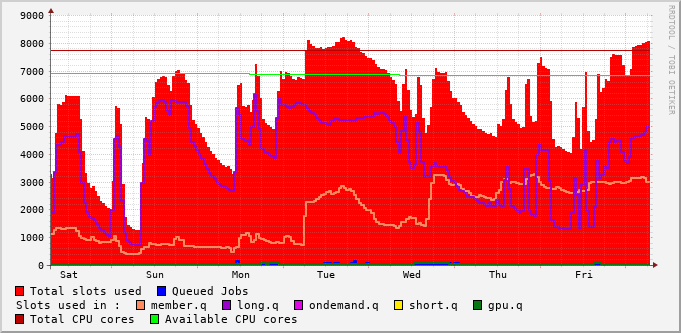 9000
8000
7000
6000
5000
4000
3000
2000
1000
0
Sat Sun Mon Tue Wed Thu Fri
Total slots used Queued Jobs
Slots used in : member.q long.q ondemand.q short.q gpu.q
Total CPU cores Available CPU cores
RRDTOOL / TOBI OETIKER